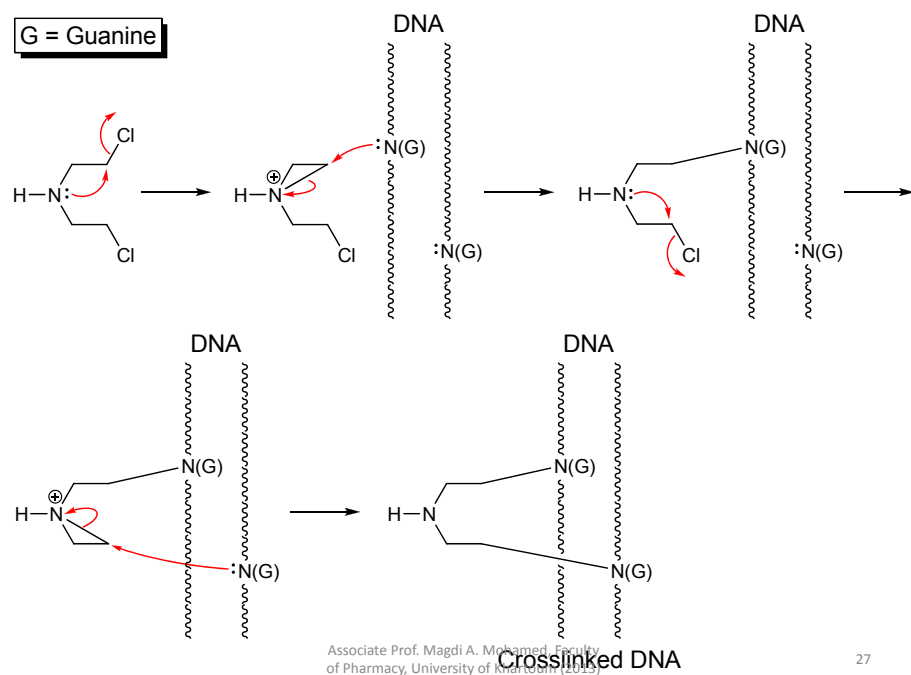 G = Guanine
DNA
DNA
Cl
:N(G)
N(G)
H-N:
Cl
H-N
⊕
Cl
:N(G)
H-N:
Cl
:N(G)
DNA
DNA
N(G)
N(G)
⊕
H-N
H-N
:N(G)
N(G)
Associate Prof. Magdi A. Mohamed, Faculty
of Pharmacy, University of Khartoum (2013)
Crosslinked DNA
27